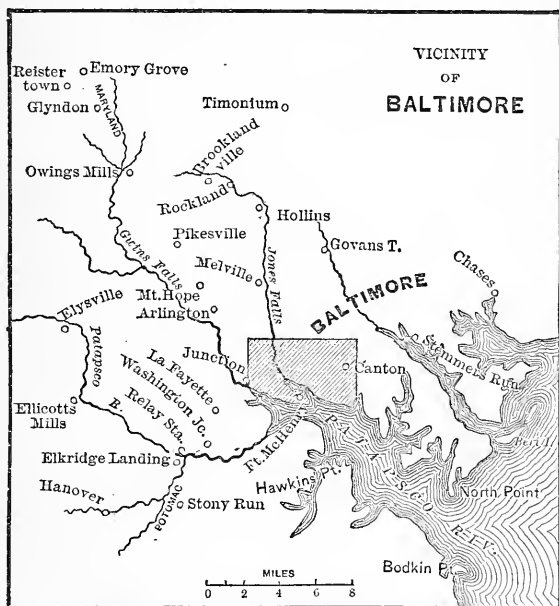 VICINITY
OF
BALTIMORE
Emory Grove
Reister
town
Glyndon
MARYLAND
Timonium
Brookland
ville
Owings Mills
Rockland
Hollins
Pikesville
Govans T.
Gwins Falls
Jones Falls
Melville
Chases
BALTIMORE
Elysville
Mt. Hope
Arlington
Patapsco
R.
Junction
Canton
Stemmers Run
La Fayette
Washington Jc.
Relay Sta.
Ellicotts
Mills
Ft. McHenry
PATAPSCO RIV.
Elkridge Landing
Hawkins Pt.
North Point
Hanover
POTOMAC
Stony Run
Bodkin P.
MILES
0 2 4 6 8